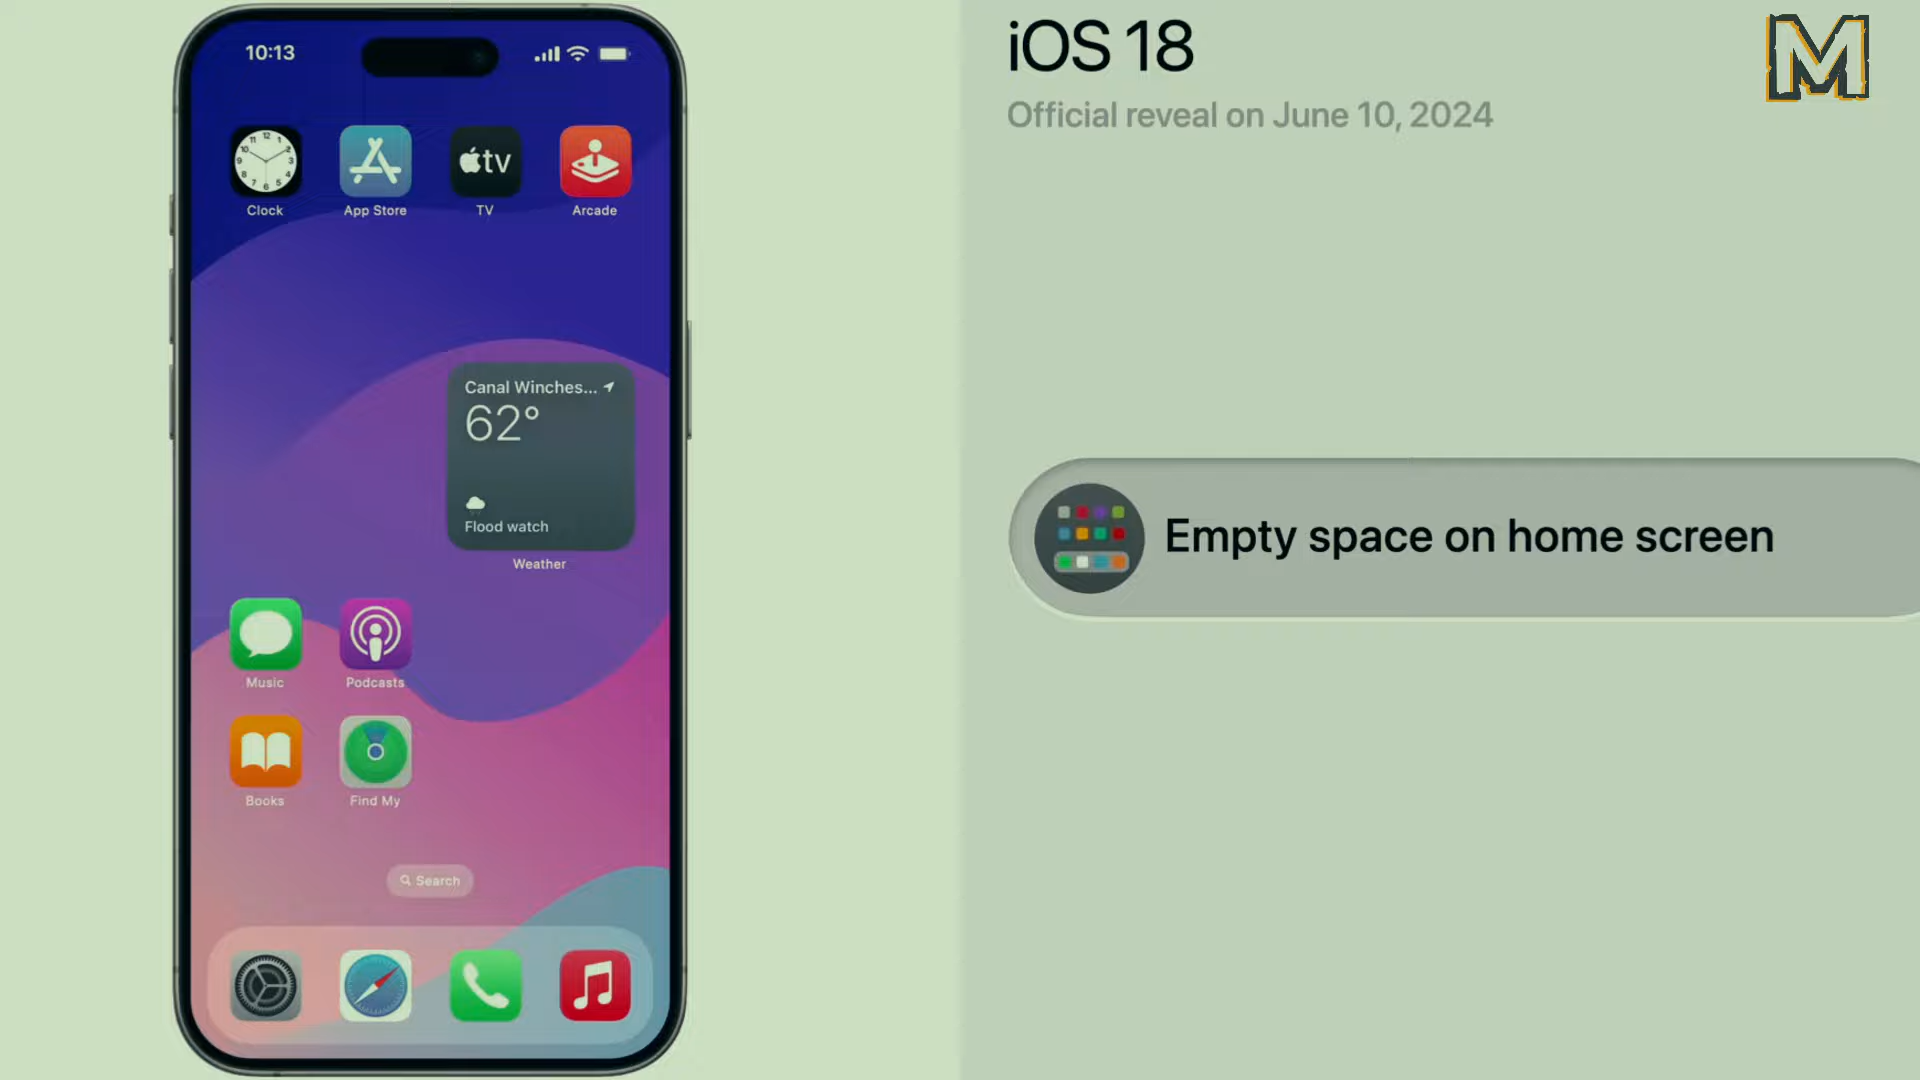 10:13
Clock
App Store
tv
TV
Arcade
Canal Winches...
62°
Flood watch
Weather
Music
Podcasts
Books
Find My
Search
iOS 18
Official reveal on June 10, 2024
M
Empty space on home screen